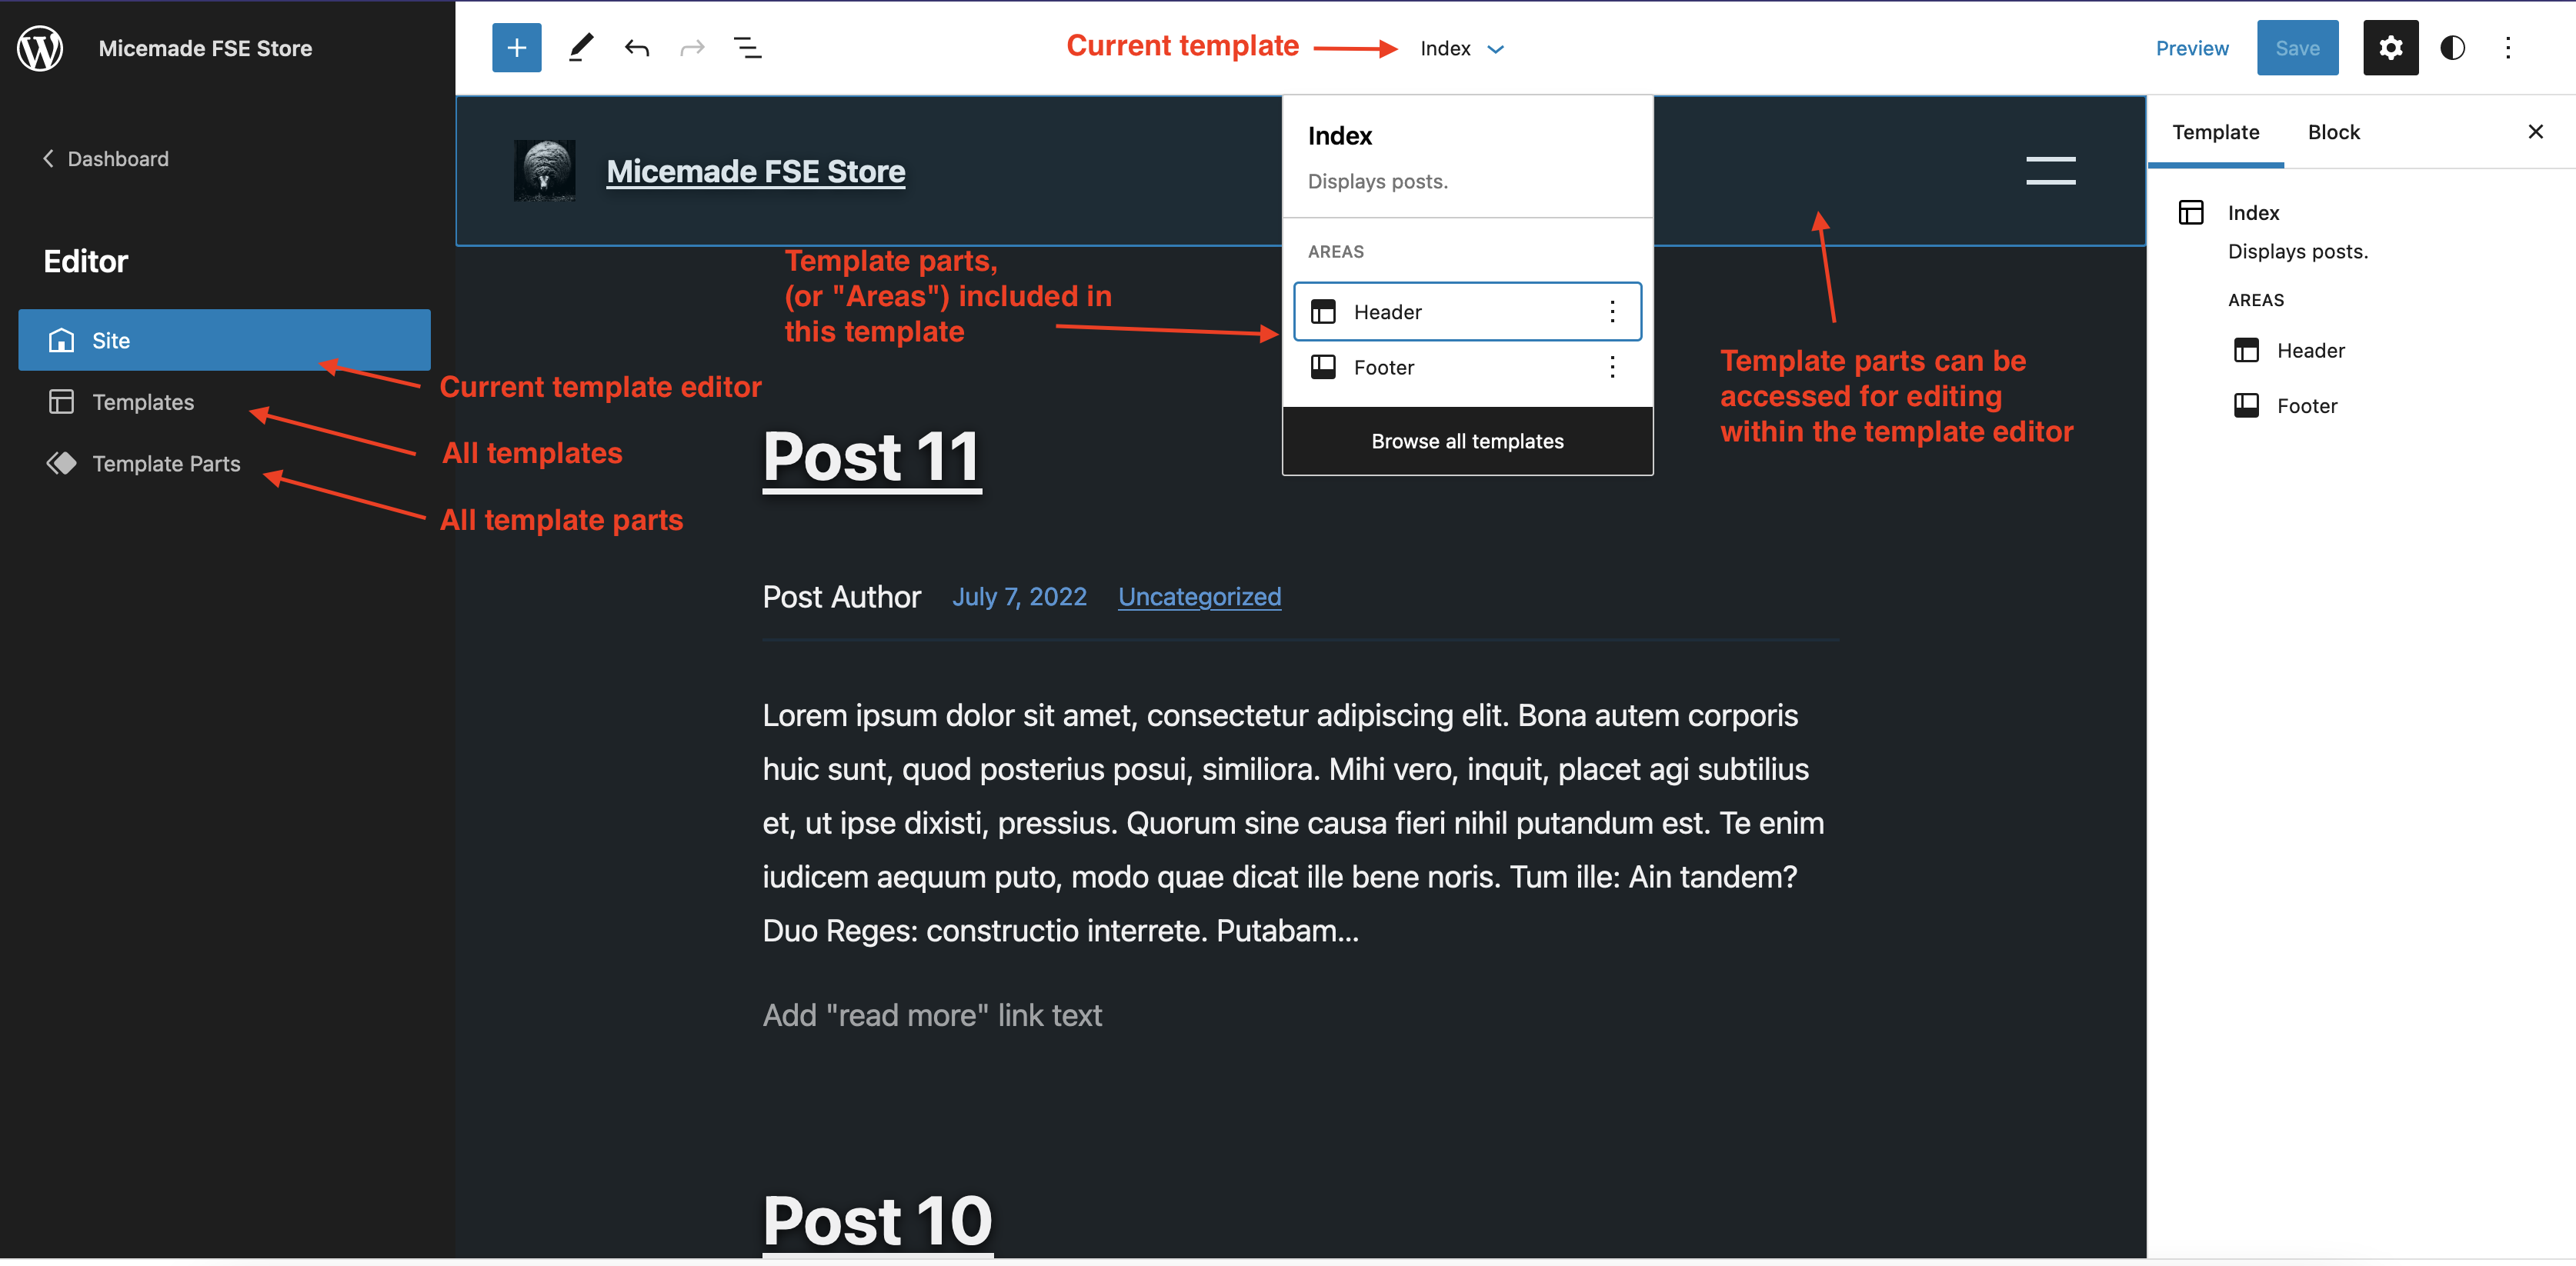 Micemade FSE Store
Current template
Index
Preview
Save
Dashboard
Editor
Site
Templates
Template Parts
Current template editor
All templates
All template parts
Micemade FSE Store
Template parts,
(or "Areas") included in
this template
Index
Displays posts.
AREAS
Header
Footer
Browse all templates
Template parts can be
accessed for editing
within the template editor
Template
Block
Index
Displays posts.
AREAS
Header
Footer
Post 11
Post Author July 7, 2022 Uncategorized
Lorem ipsum dolor sit amet, consectetur adipiscing elit. Bona autem corporis
huic sunt, quod posterius posui, similiora. Mihi vero, inquit, placet agi subtilius
et, ut ipse dixisti, pressius. Quorum sine causa fieri nihil putandum est. Te enim
iudicem aequum puto, modo quae dicat ille bene noris. Tum ille: Ain tandem?
Duo Reges: constructio interrete. Putabam...
Add "read more" link text
Post 10